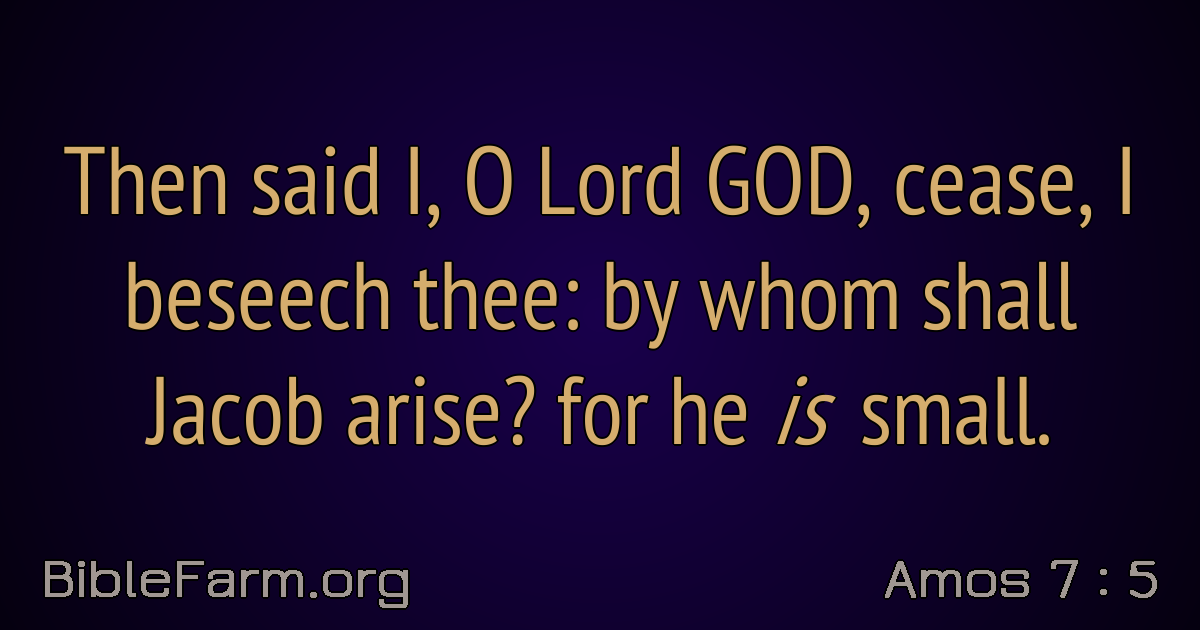 Then said I, O Lord GOD, cease, I
beseech thee: by whom shall
Jacob arise? for he is small.
BibleFarm.org
Amos 7 : 5